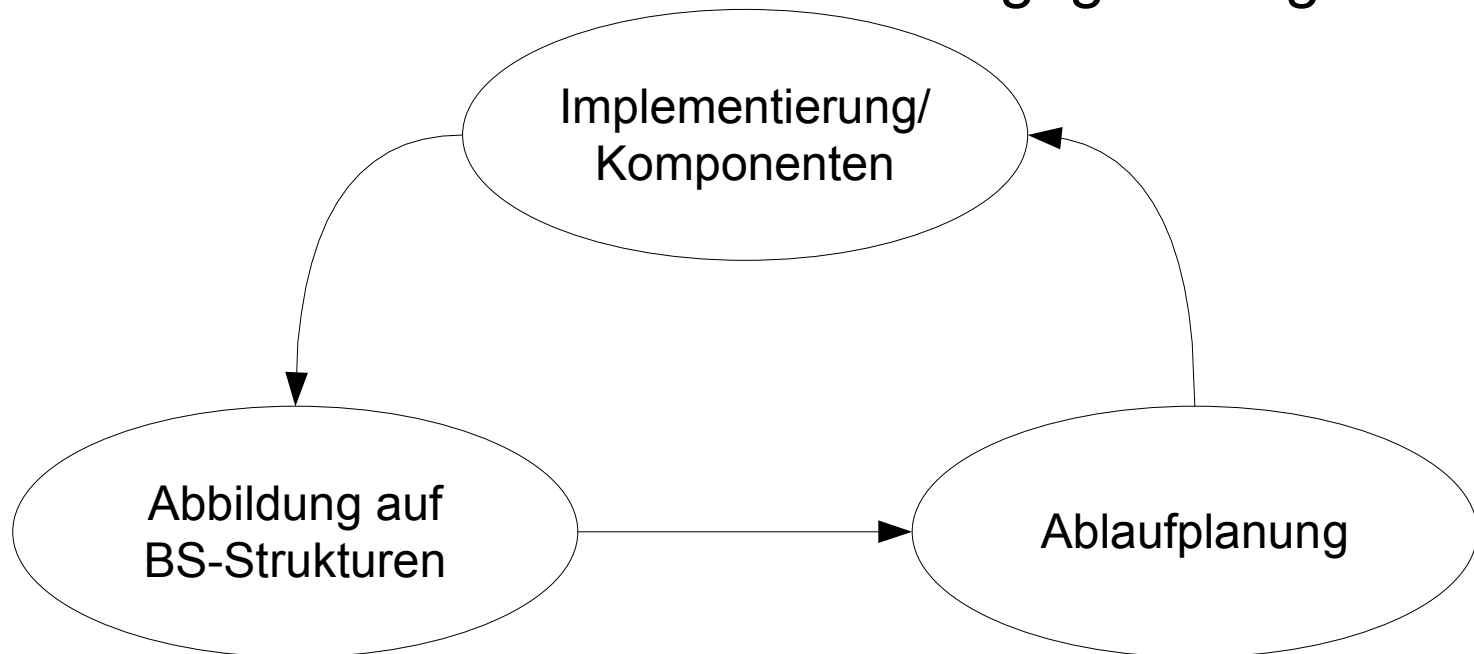 Implementierung/
Komponenten
Abbildung auf
BS-Strukturen
Ablaufplanung